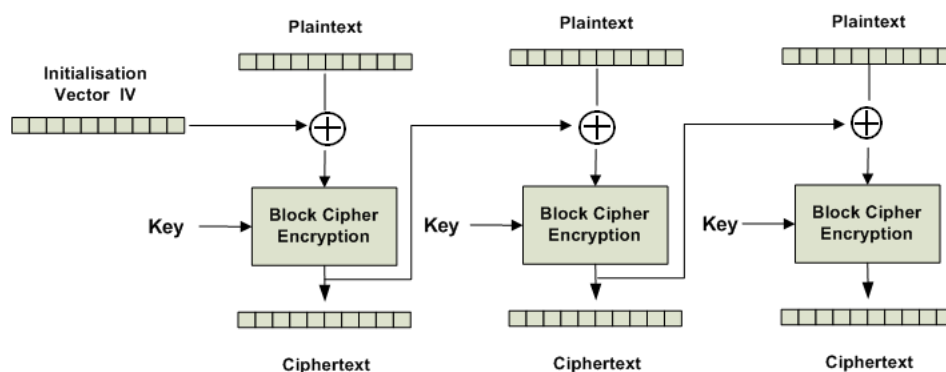 Plaintext
Plaintext
Plaintext
Initialisation
Vector IV
Key
Block Cipher
Encryption
Key
Block Cipher
Encryption
Key
Block Cipher
Encryption
Ciphertext
Ciphertext
Ciphertext